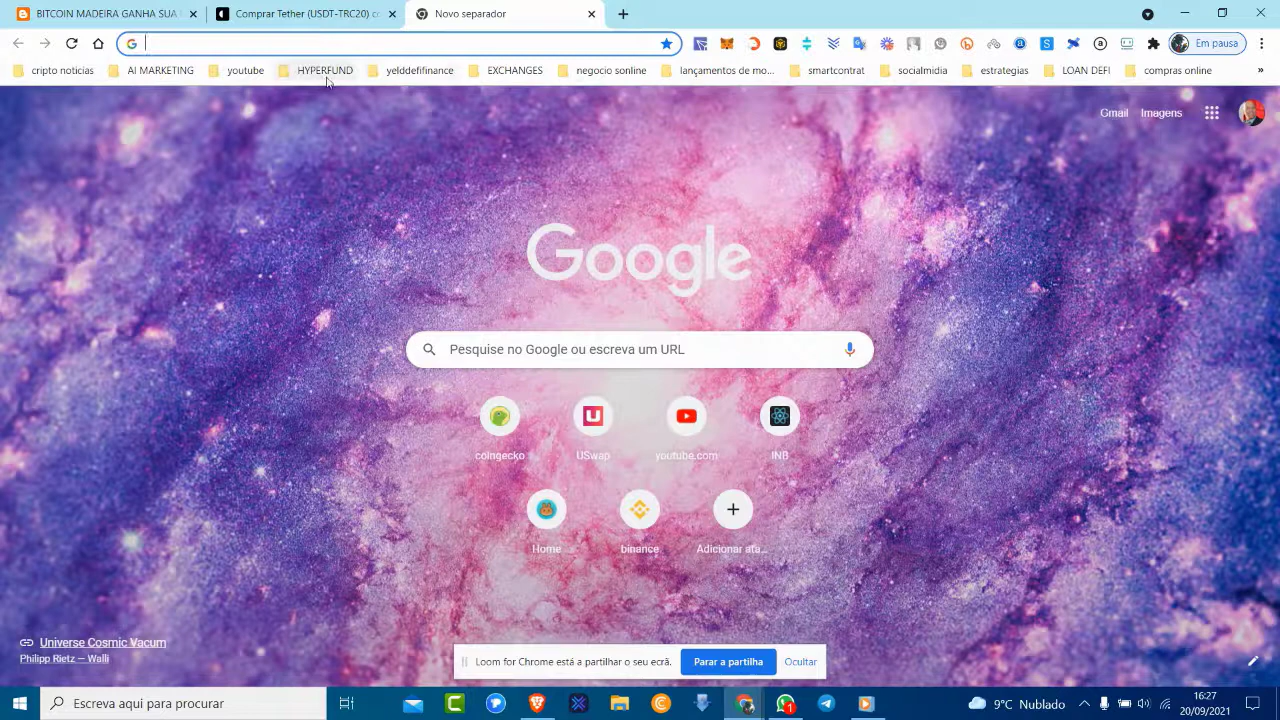 BITCOIN MADEIRA GANHA SUA
Comprar Tether (USDT-TRC20) co
Novo separador
Em pausa
cripto noticias
AI MARKETING
youtube
HYPERFUND
yelddefifinance
EXCHANGES
negocio sonline
lançamentos de mo...
smartcontrat
socialmidia
estrategias
LOAN DEFI
compras online
»
Gmail
Imagens
Google
Pesquise no Google ou escreva um URL
coingecko
USwap
youtube.com
INB
Home
binance
Adicionar ata...
Universe Cosmic Vacum
Philipp Rietz — Walli
Loom for Chrome está a partilhar o seu ecrã.
Parar a partilha
Ocultar
Escreva aqui para procurar
1
9°C Nublado
16:27
20/09/2021